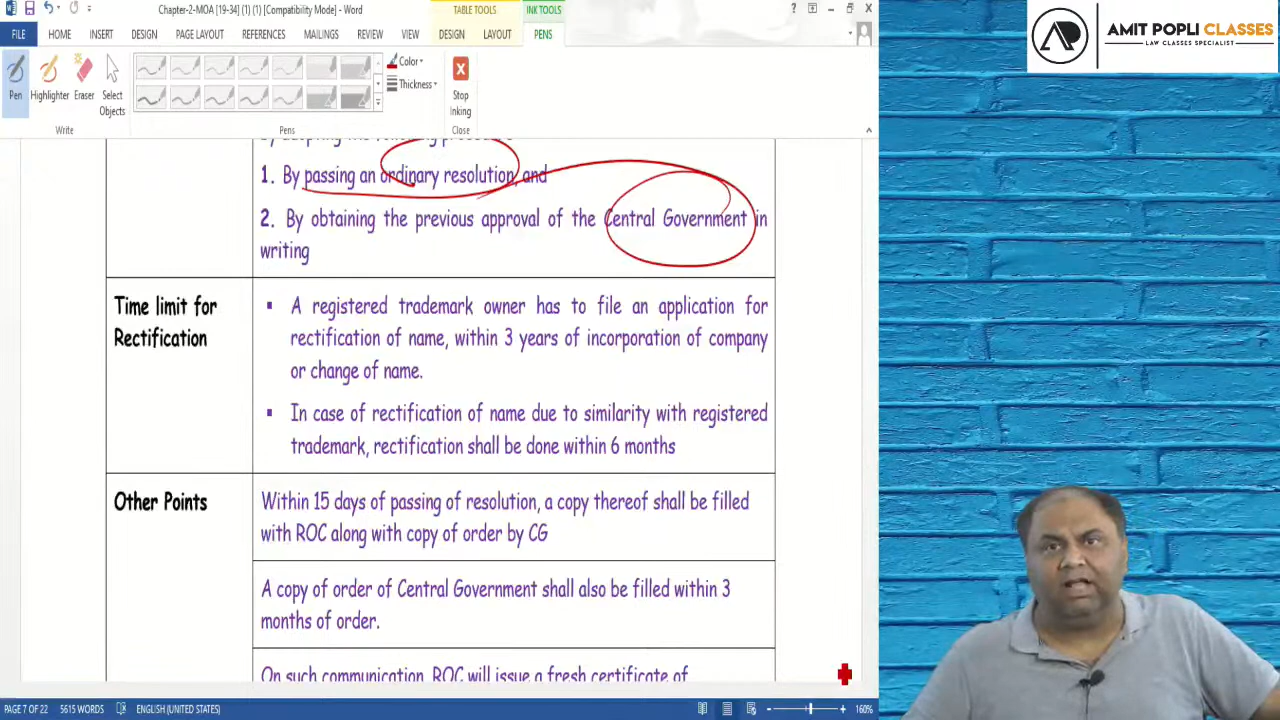 Chapter-2-MOA [19-34] (1) (1) [Compatibility Mode] - Word
TABLE TOOLS
INK TOOLS
FILE HOME INSERT DESIGN PAGE LAYOUT REFERENCES MAILINGS REVIEW VIEW DESIGN LAYOUT PENS
Pen
Highlighter
Eraser
Select Objects
Color
Thickness
Stop Inking
Write
Pens
Close
AMIT POPLI CLASSES
LAW CLASSES SPECIALIST
1. By passing an ordinary resolution, and
2. By obtaining the previous approval of the Central Government in
writing
Time limit for
Rectification
▪ A registered trademark owner has to file an application for
rectification of name, within 3 years of incorporation of company
or change of name.
▪ In case of rectification of name due to similarity with registered
trademark, rectification shall be done within 6 months
Other Points
Within 15 days of passing of resolution, a copy thereof shall be filled
with ROC along with copy of order by CG
A copy of order of Central Government shall also be filled within 3
months of order.
On such communication, ROC will issue a fresh certificate of
PAGE 7 OF 22 5615 WORDS ENGLISH (UNITED STATES) 160%